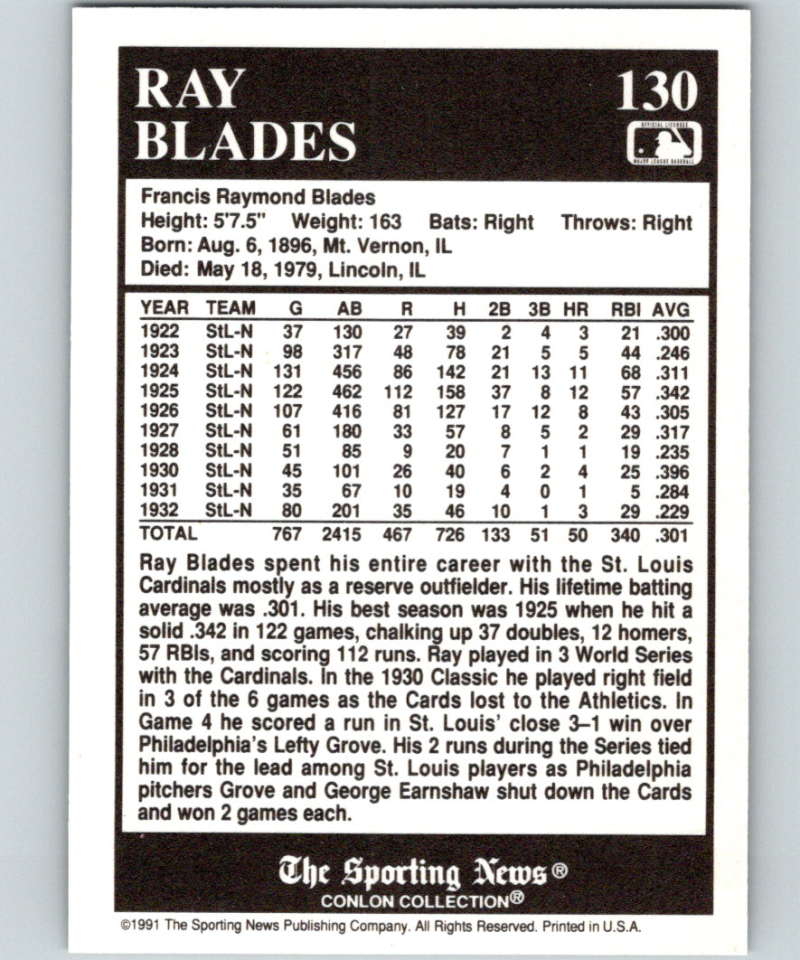 RAY
BLADES
130
OFFICIAL LICENSEE
MAJOR LEAGUE BASEBALL
Francis Raymond Blades
Height: 5'7.5" Weight: 163 Bats: Right Throws: Right
Born: Aug. 6, 1896, Mt. Vernon, IL
Died: May 18, 1979, Lincoln, IL
YEAR TEAM G AB R H 2B 3B HR RBI AVG
1922 StL-N 37 130 27 39 2 4 3 21 .300
1923 StL-N 98 317 48 78 21 5 5 44 .246
1924 StL-N 131 456 86 142 21 13 11 68 .311
1925 StL-N 122 462 112 158 37 8 12 57 .342
1926 StL-N 107 416 81 127 17 12 8 43 .305
1927 StL-N 61 180 33 57 8 5 2 29 .317
1928 StL-N 51 85 9 20 7 1 1 19 .235
1930 StL-N 45 101 26 40 6 2 4 25 .396
1931 StL-N 35 67 10 19 4 0 1 5 .284
1932 StL-N 80 201 35 46 10 1 3 29 .229
TOTAL 767 2415 467 726 133 51 50 340 .301
Ray Blades spent his entire career with the St. Louis
Cardinals mostly as a reserve outfielder. His lifetime batting
average was .301. His best season was 1925 when he hit a
solid .342 in 122 games, chalking up 37 doubles, 12 homers,
57 RBIs, and scoring 112 runs. Ray played in 3 World Series
with the Cardinals. In the 1930 Classic he played right field
in 3 of the 6 games as the Cards lost to the Athletics. In
Game 4 he scored a run in St. Louis' close 3–1 win over
Philadelphia's Lefty Grove. His 2 runs during the Series tied
him for the lead among St. Louis players as Philadelphia
pitchers Grove and George Earnshaw shut down the Cards
and won 2 games each.
The Sporting News®
CONLON COLLECTION®
©1991 The Sporting News Publishing Company. All Rights Reserved. Printed in U.S.A.